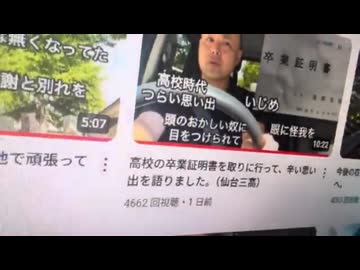 は無くなってた
謝と別れを
5:07
地で頑張って
高校時代
つらい思い出 いじめ
頭のおかしい奴に
目をつけられて
眼に怪我を
卒業証明書
10:22
高校の卒業証明書を取りに行って、辛い思い
出を語りました。(仙台三高)
4662 回視聴・1 日前
今後の
へ。